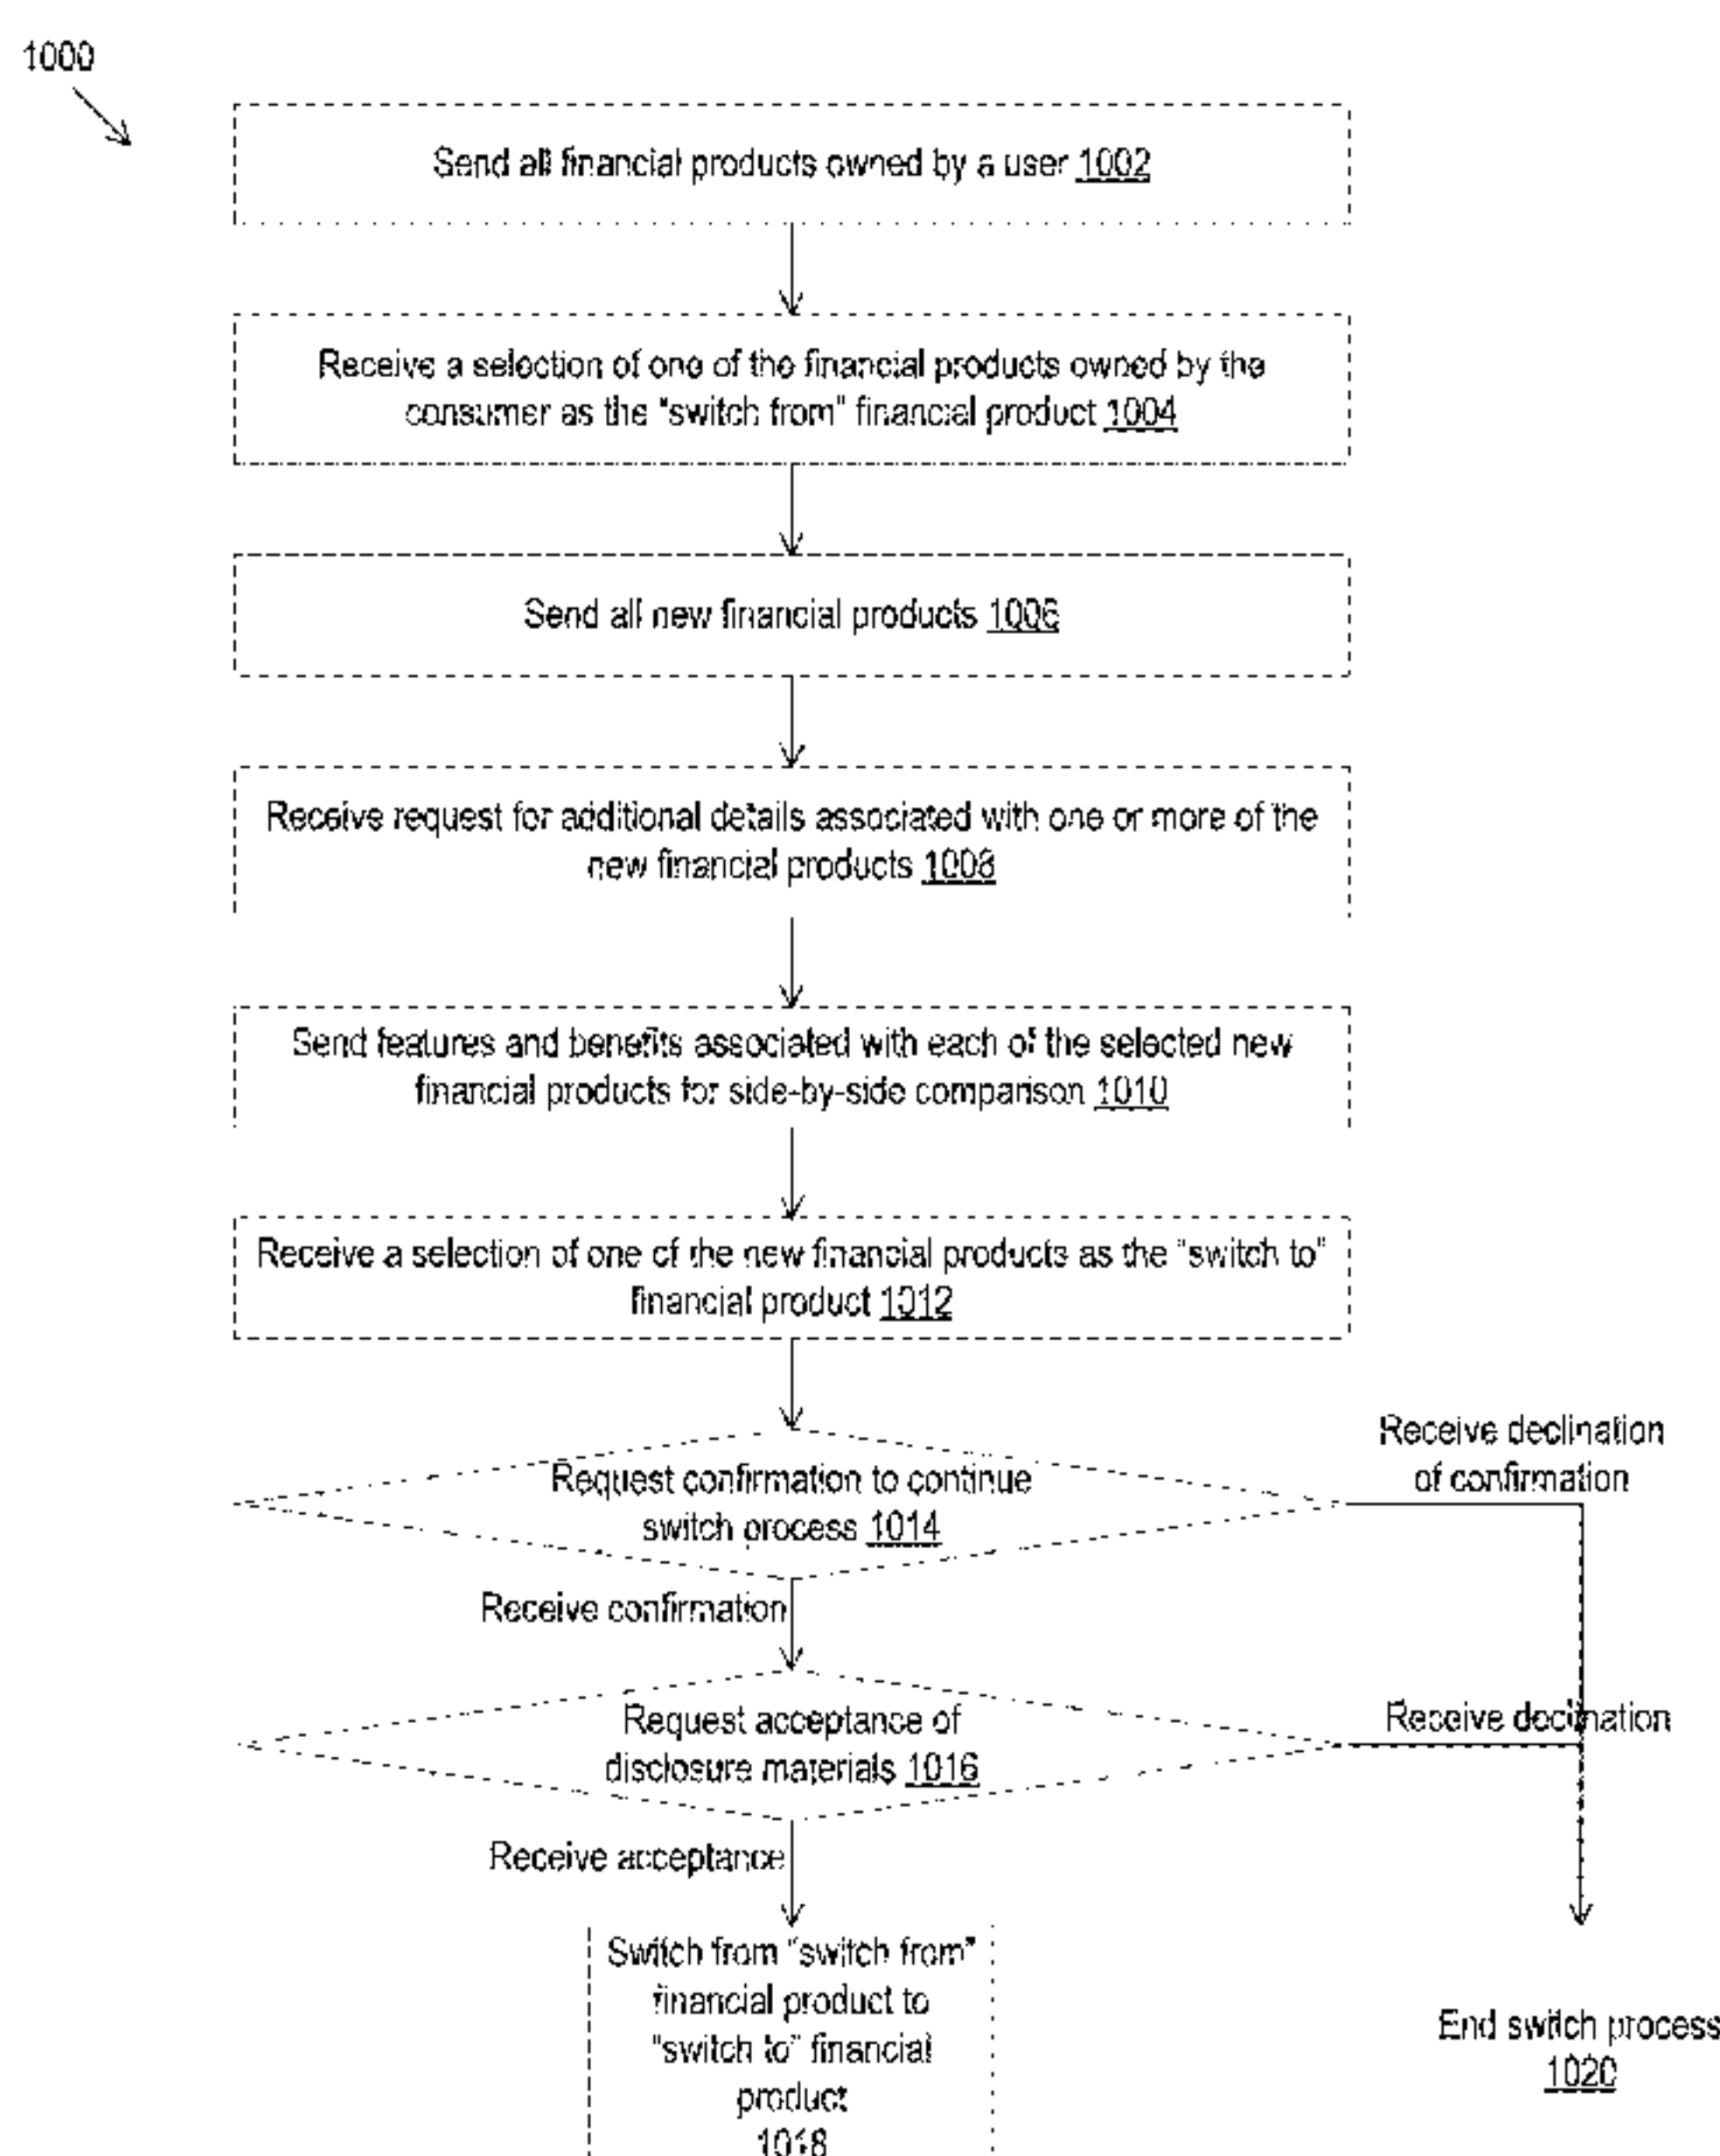 1000
Send all financial products owned by a user 1002
Receive a selection of one of the financial products owned by the
consumer as the "switch from" financial product 1004
Send all new financial products 1006
Receive request for additional details associated with one or more of the
new financial products 1008
Send features and benefits associated with each of the selected new
financial products for side-by-side comparison 1010
Receive a selection of one of the new financial products as the "switch to"
financial product 1012
Receive declination
of confirmation
Request confirmation to continue
switch process 1014
Receive confirmation
Request acceptance of
disclosure materials 1016
Receive declination
Receive acceptance
Switch from "switch from"
financial product to
"switch to" financial
product
1018
End switch process
1020